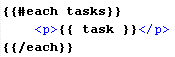 {{#each tasks}}
    <p>{{ task }}</p>
{{/each}}